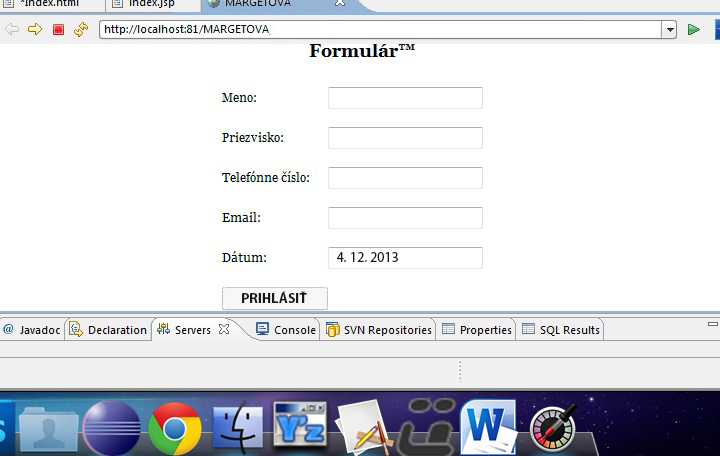 *Index.html index.jsp MARGETOVA
http://localhost:81/MARGETOVA
Formulár™
Meno:
Priezvisko:
Telefónne číslo:
Email:
Dátum: 4. 12. 2013
PRIHLÁSIŤ
@ Javadoc Declaration Servers Console SVN Repositories Properties SQL Results
Y'z W